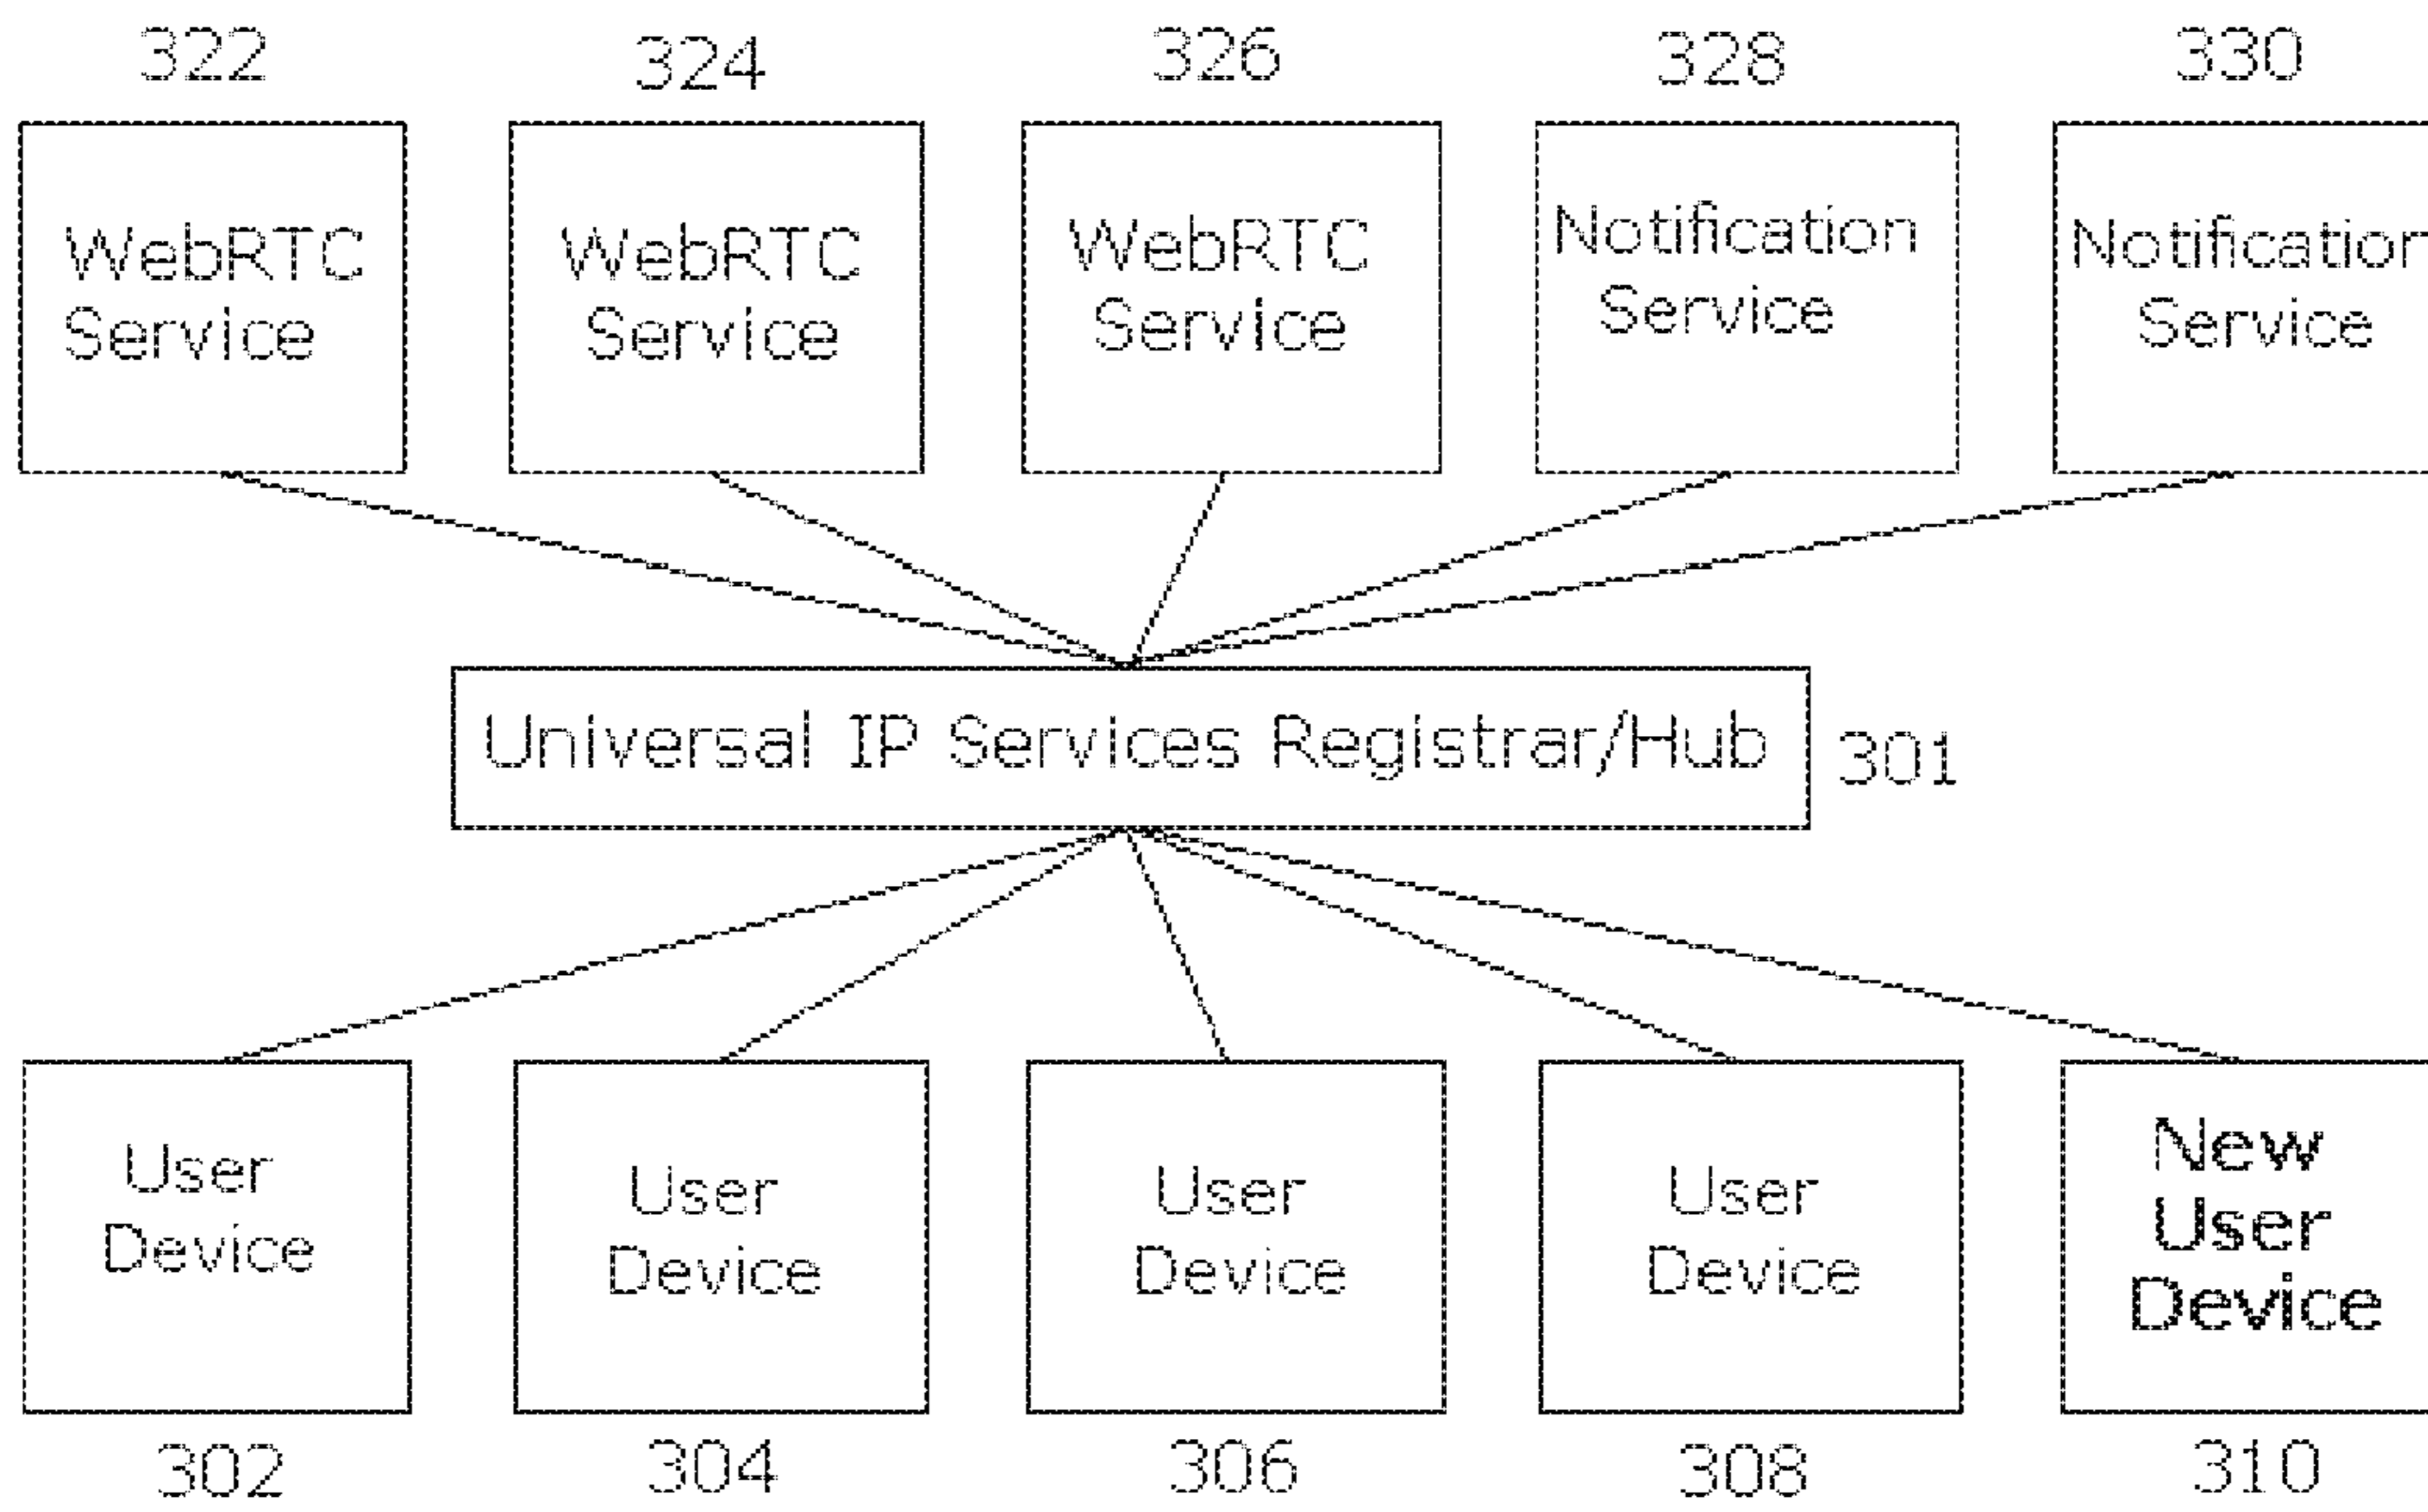 322
324
326
328
330
WebRTC
Service
WebRTC
Service
WebRTC
Service
Notification
Service
Notification
Service
Universal IP Services Registrar/Hub
301
User
Device
User
Device
User
Device
User
Device
New
User
Device
302
304
306
308
310